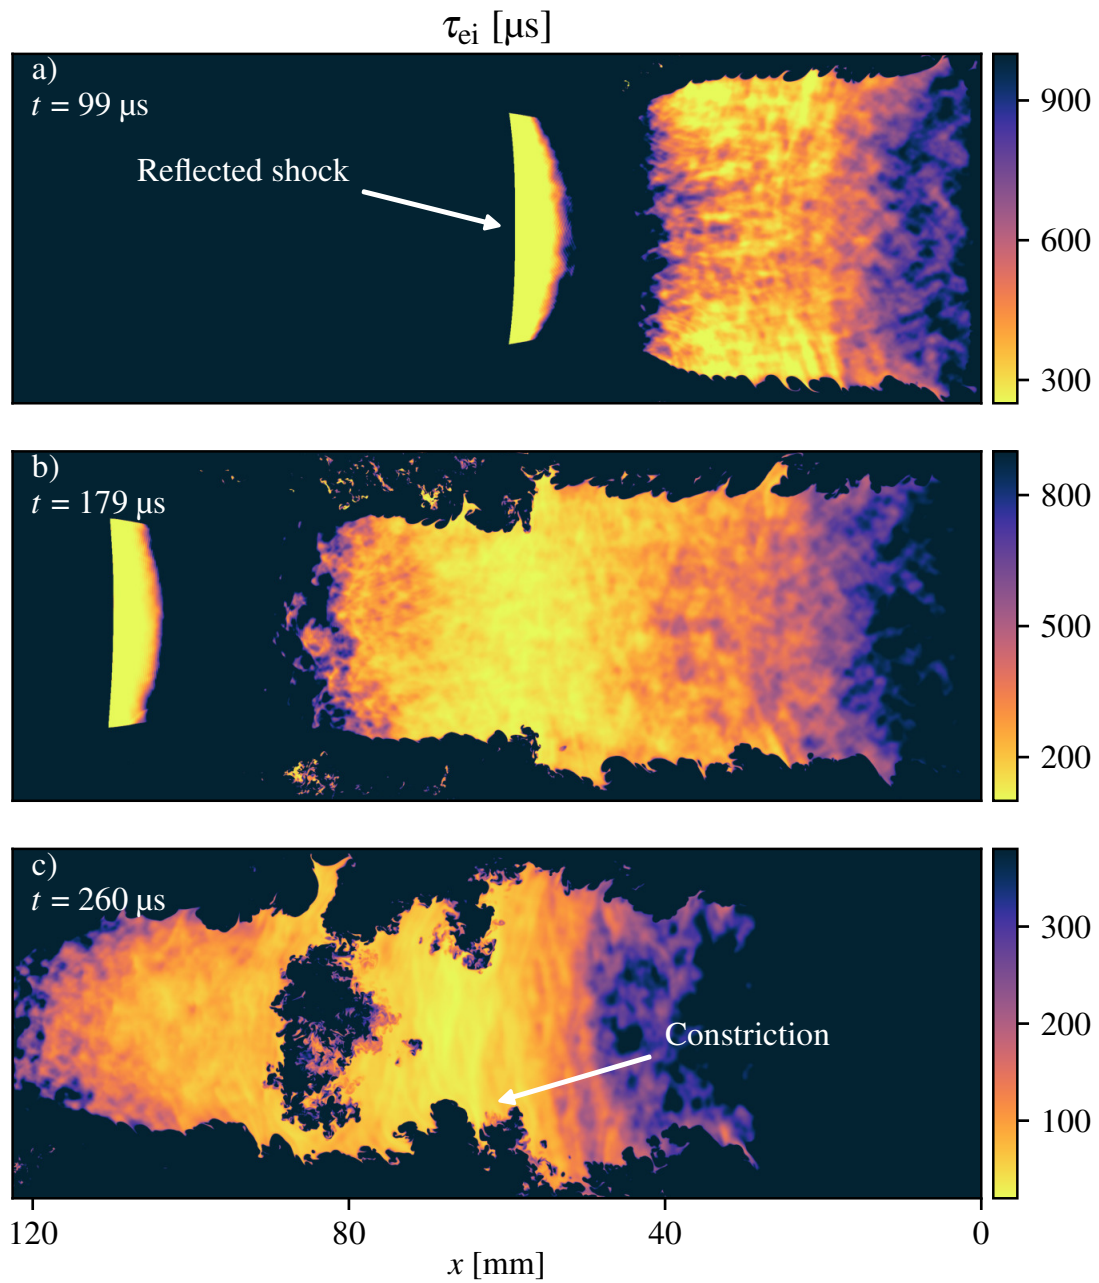 τei [μs]
a)
t = 99 μs
Reflected shock
900
600
300
b)
t = 179 μs
800
500
200
c)
t = 260 μs
Constriction
300
200
100
120 80 40 0
x [mm]